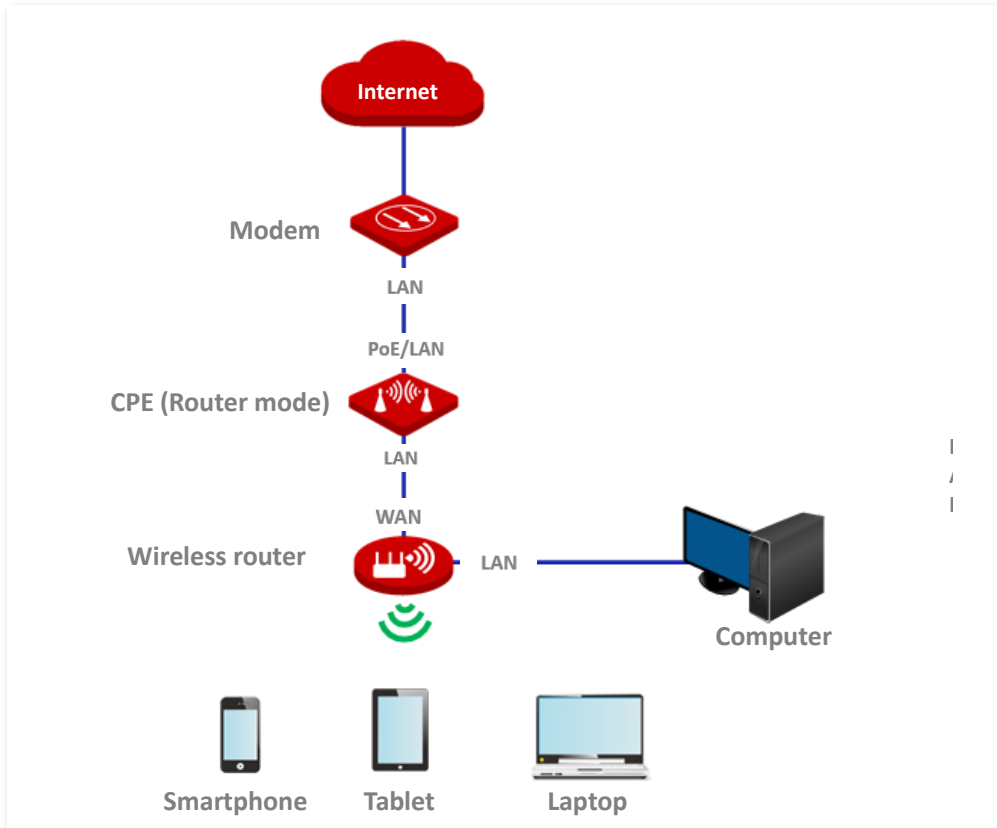 Internet
Modem
LAN
PoE/LAN
CPE (Router mode)
LAN
WAN
Wireless router
LAN
Computer
Smartphone Tablet Laptop